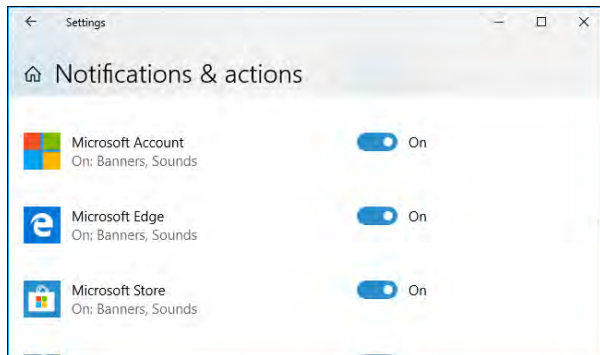 Settings
Notifications & actions
Microsoft Account
On
On: Banners, Sounds
Microsoft Edge
On
On: Banners, Sounds
Microsoft Store
On
On: Banners, Sounds